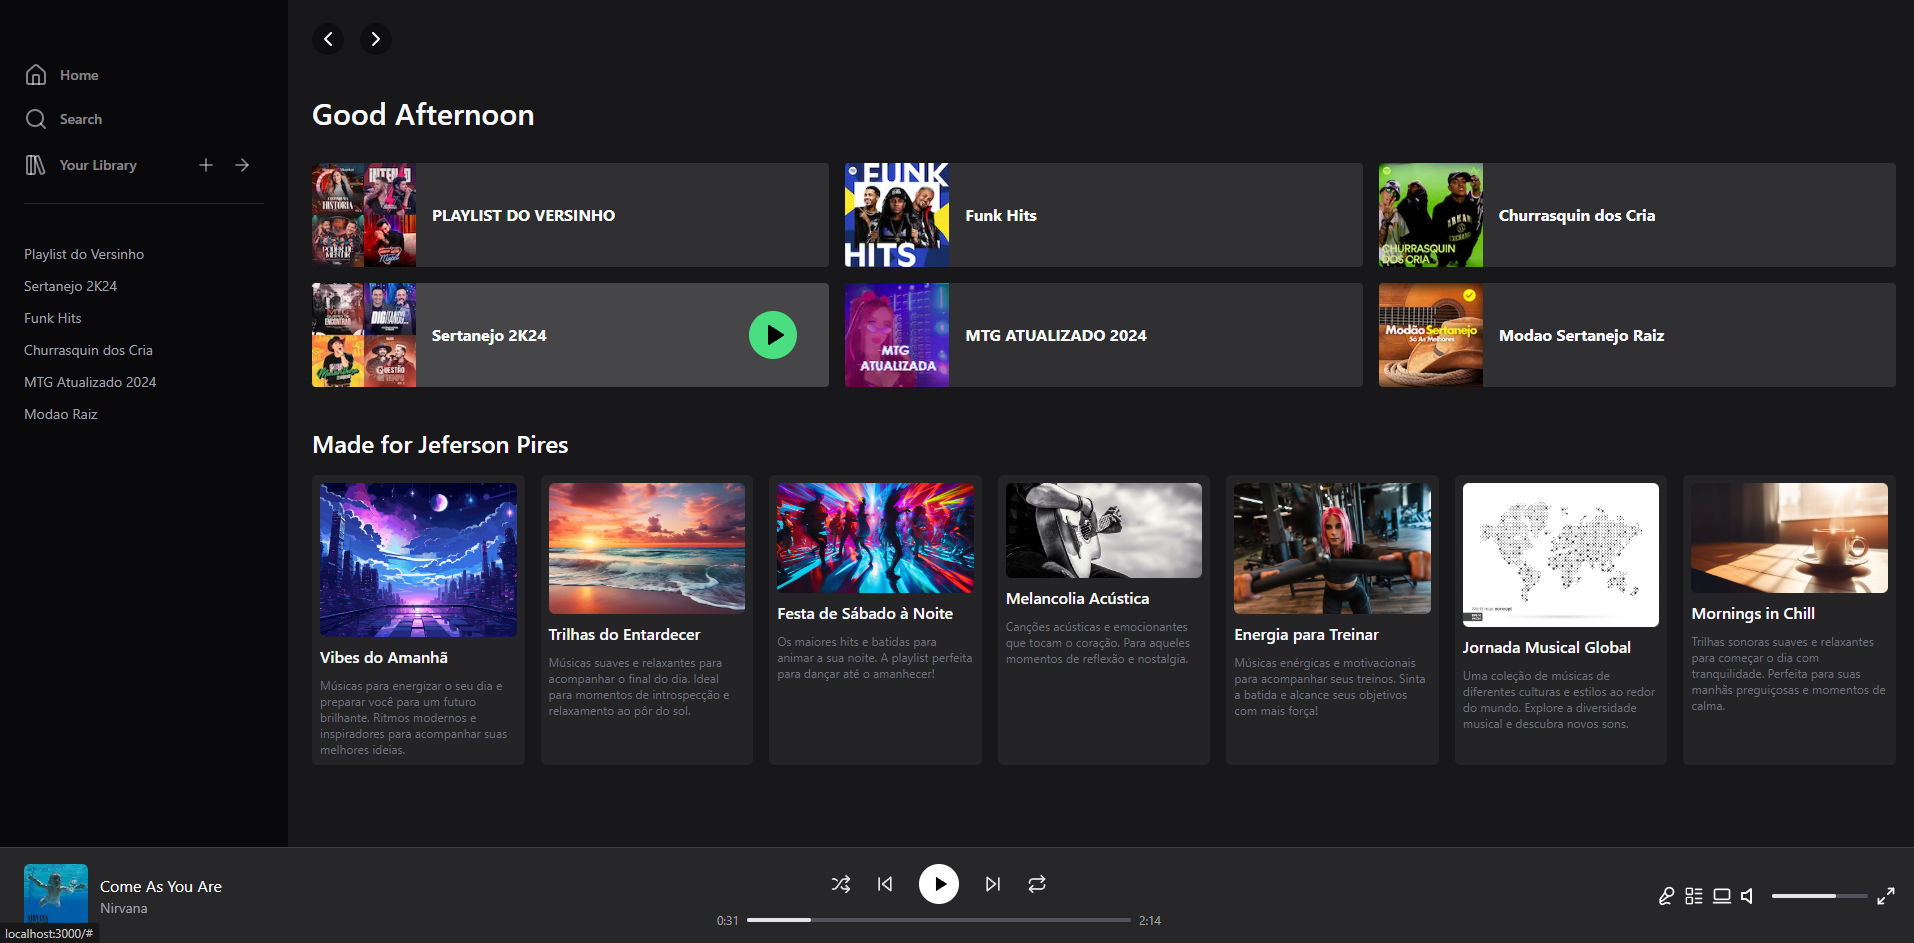 Home
Search
Your Library
Playlist do Versinho
Sertanejo 2K24
Funk Hits
Churrasquin dos Cria
MTG Atualizado 2024
Modao Raiz
Good Afternoon
HISTÓRIA
PLAYLIST DO VERSINHO
FUNK
HITS
Funk Hits
CHURRASQUIN
DOS CRIA
Churrasquin dos Cria
ENCONTRAR
DIGITANDO...
QUESTÃO
Sertanejo 2K24
MTG
ATUALIZADA
MTG ATUALIZADO 2024
Modão Sertanejo
Só As Melhores
Modao Sertanejo Raiz
Made for Jeferson Pires
Vibes do Amanhã
Músicas para energizar o seu dia e
preparar você para um futuro
brilhante. Ritmos modernos e
inspiradores para acompanhar suas
melhores ideias.
Trilhas do Entardecer
Músicas suaves e relaxantes para
acompanhar o final do dia. Ideal
para momentos de introspecção e
relaxamento ao pôr do sol.
Festa de Sábado à Noite
Os maiores hits e batidas para
animar a sua noite. A playlist perfeita
para dançar até o amanhecer!
Melancolia Acústica
Canções acústicas e emocionantes
que tocam o coração. Para aqueles
momentos de reflexão e nostalgia.
Energia para Treinar
Músicas enérgicas e motivacionais
para acompanhar seus treinos. Sinta
a batida e alcance seus objetivos
com mais força!
World map concept
Jornada Musical Global
Uma coleção de músicas de
diferentes culturas e estilos ao redor
do mundo. Explore a diversidade
musical e descubra novos sons.
Mornings in Chill
Trilhas sonoras suaves e relaxantes
para começar o dia com
tranquilidade. Perfeita para suas
manhãs preguiçosas e momentos de
calma.
Come As You Are
Nirvana
0:31
2:14
localhost:3000/#